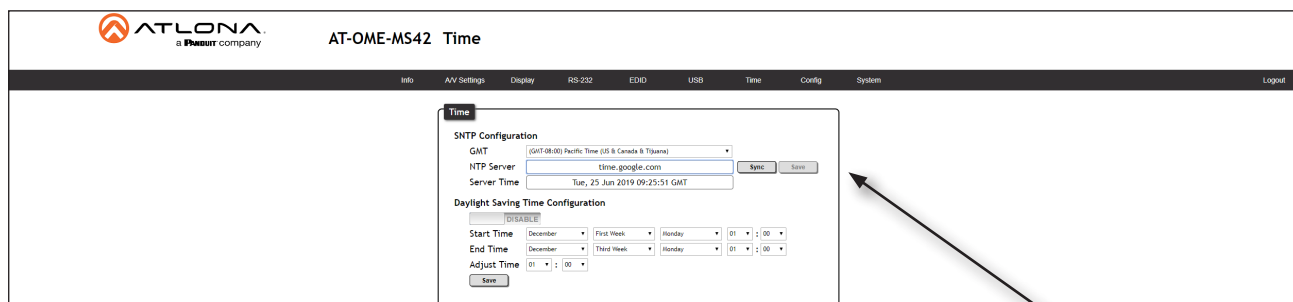 ATLONA.
a PANDUIT company
AT-OME-MS42 Time
Info A/V Settings Display RS-232 EDID USB Time Config System Logout
Time
SNTP Configuration
GMT (GMT-08:00) Pacific Time (US & Canada & Tijuana)
NTP Server time.google.com Sync Save
Server Time Tue, 25 Jun 2019 09:25:51 GMT
Daylight Saving Time Configuration
DISABLE
Start Time December First Week Monday 01 : 00
End Time December Third Week Monday 01 : 00
Adjust Time 01 : 00
Save